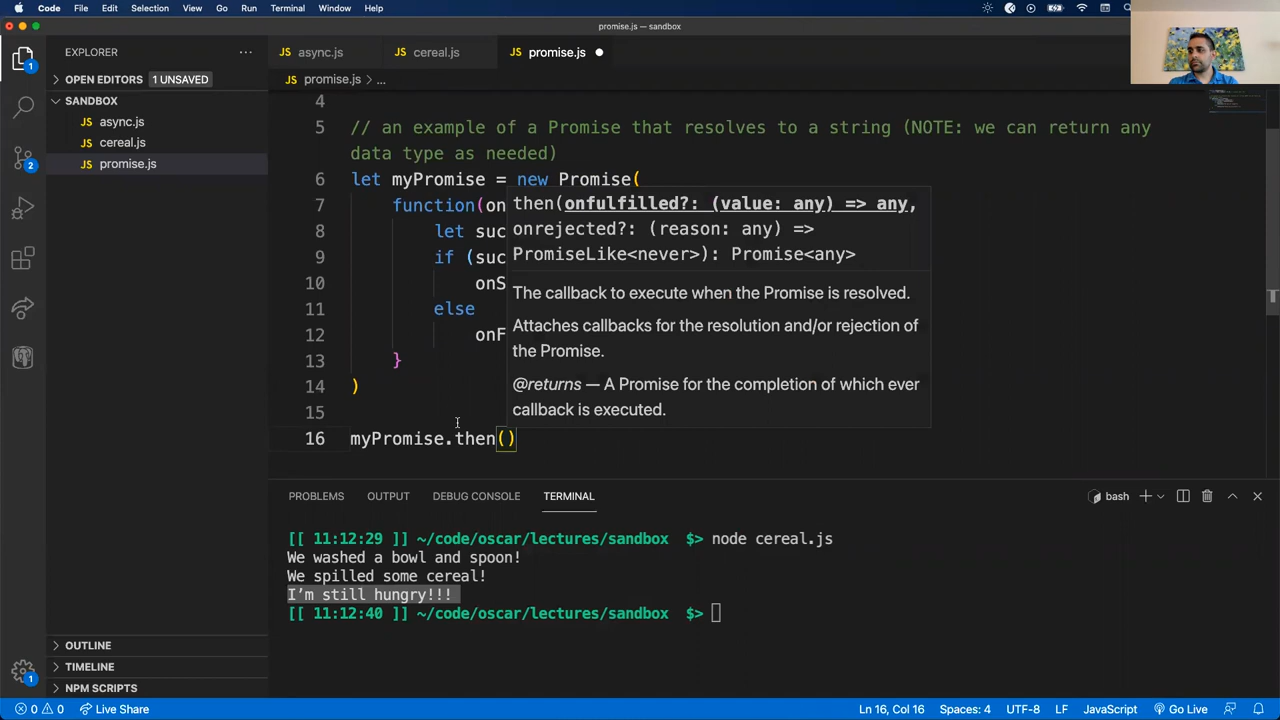 Code File Edit Selection View Go Run Terminal Window Help
promise.js — sandbox
EXPLORER
JS async.js
JS cereal.js
JS promise.js
OPEN EDITORS 1 UNSAVED
JS promise.js > ...
SANDBOX
JS async.js
JS cereal.js
JS promise.js
4
5 // an example of a Promise that resolves to a string (NOTE: we can return any
data type as needed)
6 let myPromise = new Promise(
7 function(on
8 let suc
9 if (suc
10 onS
11 else
12 onF
13 }
14 )
15
16 myPromise.then()
then(onfulfilled?: (value: any) => any,
onrejected?: (reason: any) =>
PromiseLike<never>): Promise<any>
The callback to execute when the Promise is resolved.
Attaches callbacks for the resolution and/or rejection of
the Promise.
@returns — A Promise for the completion of which ever
callback is executed.
PROBLEMS OUTPUT DEBUG CONSOLE TERMINAL
bash
[[ 11:12:29 ]] ~/code/oscar/lectures/sandbox $> node cereal.js
We washed a bowl and spoon!
We spilled some cereal!
I’m still hungry!!!
[[ 11:12:40 ]] ~/code/oscar/lectures/sandbox $>
OUTLINE
TIMELINE
NPM SCRIPTS
1
2
1
0 0 Live Share
Ln 16, Col 16 Spaces: 4 UTF-8 LF JavaScript Go Live